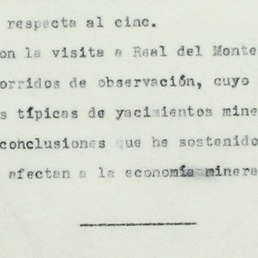 respecta al cinc.
on la visita a Real del Monte
orridos de observación, cuyo
s típicas de yacimientos mine
conclusiones que he sostenido
afectan a la economía minera